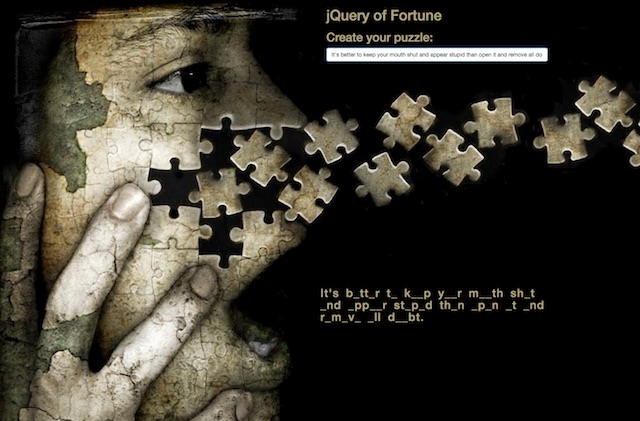 jQuery of Fortune
Create your puzzle:
It's better to keep your mouth shut and appear stupid than open it and remove all do
It's b_tt_r t_ k__p y__r m__th sh_t
_nd _pp__r st_p_d th_n _p_n _t _nd
r_m_v_ _ll d__bt.